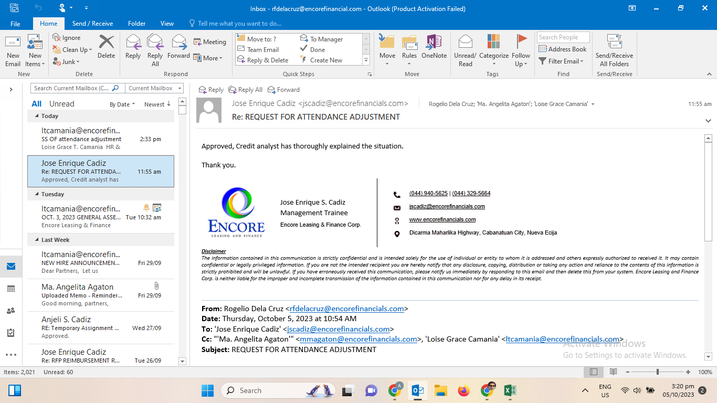 Inbox - rfdelacruz@encorefinancial.com - Outlook (Product Activation Failed)
File Home Send / Receive Folder View Tell me what you want to do...
New Email
New Items
Ignore
Clean Up
Junk
Delete
Reply
Reply All
Forward
Meeting
More
Move to: ?
Team Email
Reply & Delete
To Manager
Done
Create New
Move
Rules
OneNote
Unread/ Read
Categorize
Follow Up
Search People
Address Book
Filter Email
Send/Receive All Folders
New Delete Respond Quick Steps Move Tags Find Send/Receive
Search Current Mailbox (C... Current Mailbox
All Unread By Date Newest
Today
ltcamania@encorefin...
SS OF attendance adjustment 2:33 pm
Loise Grace T. Camania HR &
Jose Enrique Cadiz
Re: REQUEST FOR ATTENDA... 11:55 am
Approved, Credit analyst has
Tuesday
ltcamania@encorefin...
OCT. 3, 2023 GENERAL ASSE... Tue 10:32 am
Encore Leasing & Finance
Last Week
ltcamania@encorefin...
NEW HIRE ANNOUNCEMEN... Fri 29/09
Dear Partners, Let us
Ma. Angelita Agaton
Uploaded Memo - Reminder... Fri 29/09
Good morning, partners,
Anjeli S. Cadiz
RE: Temporary Assignment ... Wed 27/09
Approved.
Jose Enrique Cadiz
Re: RFP REIMBURSEMENT R... Tue 26/09
Reply Reply All Forward
Jose Enrique Cadiz <jscadiz@encorefinancials.com> Rogelio Dela Cruz; 'Ma. Angelita Agaton'; 'Loise Grace Camania' 11:55 am
Re: REQUEST FOR ATTENDANCE ADJUSTMENT
Approved, Credit analyst has thoroughly explained the situation.
Thank you.
ENCORE
LEASING AND FINANCE
Jose Enrique S. Cadiz
Management Trainee
Encore Leasing & Finance Corp.
(044) 940-5625 | (044) 329-5664
jscadiz@encorefinancials.com
www.encorefinancials.com
Dicarma Maharlika Highway, Cabanatuan City, Nueva Ecija
Disclaimer
The information contained in this communication is strictly confidential and is intended solely for the use of individual or entity to whom it is addressed and others expressly authorized to received it. It may contain
confidential or legally privileged information. If you are not the intended recipient you are hereby notify that any disclosure, copying, distribution or taking any action and reliance to the contents of this information is
strictly prohibited and will be unlawful. If you have erroneously received this communication, please notify us immediately by responding to this email and then delete this from your system. Encore Leasing and Finance
Corp. is neither liable for the improper and incomplete transmission of the information contained in this communication nor for any delay in its receipt.
From: Rogelio Dela Cruz <rfdelacruz@encorefinancials.com>
Date: Thursday, October 5, 2023 at 10:54 AM
To: 'Jose Enrique Cadiz' <jscadiz@encorefinancials.com>
Cc: "'Ma. Angelita Agaton'" <mmagaton@encorefinancials.com>, 'Loise Grace Camania' <ltcamania@encorefinancials.com>
Subject: REQUEST FOR ATTENDANCE ADJUSTMENT
Activate Windows
Go to Settings to activate Windows.
Items: 2,021 Unread: 60 100%
Search
ENG
UC
3:20 pm
05/10/2023
2